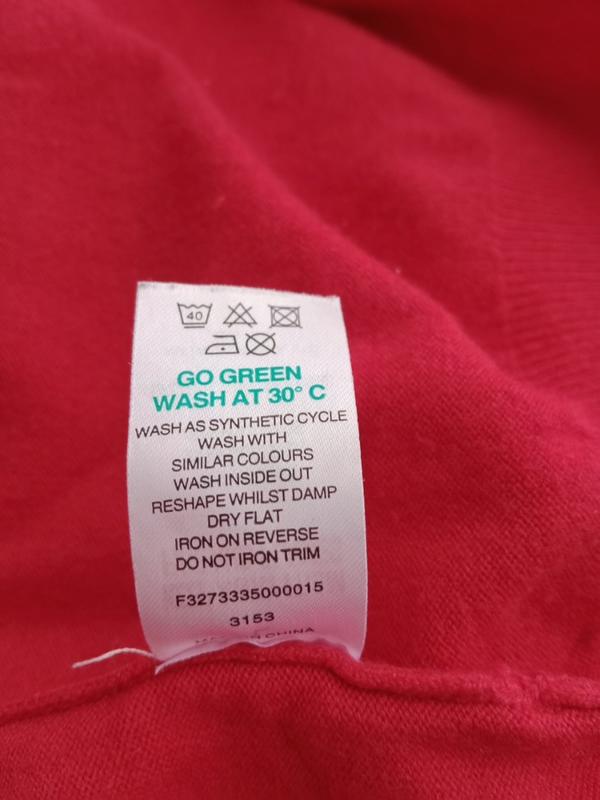 40
GO GREEN
WASH AT 30° C
WASH AS SYNTHETIC CYCLE
WASH WITH
SIMILAR COLOURS
WASH INSIDE OUT
RESHAPE WHILST DAMP
DRY FLAT
IRON ON REVERSE
DO NOT IRON TRIM
F3273335000015
3153
CHINA